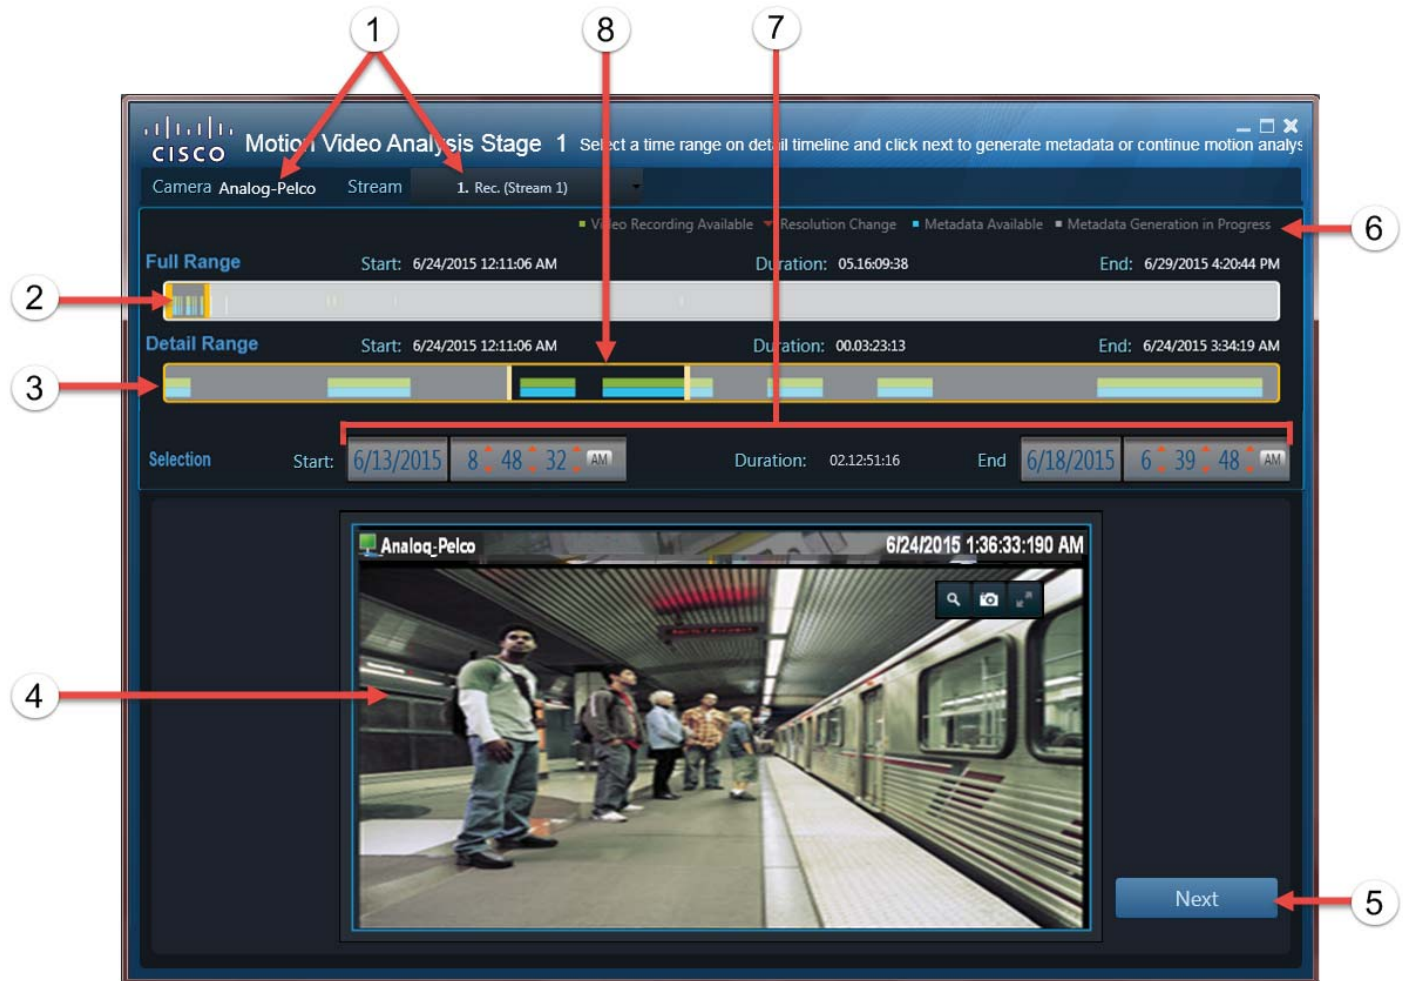 1
8
7
CISCO
Motion Video Analysis Stage 1 Select a time range on detail timeline and click next to generate metadata or continue motion analys
Camera Analog-Pelco Stream 1. Rec. (Stream 1)
Video Recording Available Resolution Change Metadata Available Metadata Generation in Progress
6
Full Range Start: 6/24/2015 12:11:06 AM Duration: 05.16:09:38 End: 6/29/2015 4:20:44 PM
2
Detail Range Start: 6/24/2015 12:11:06 AM Duration: 00.03:23:13 End: 6/24/2015 3:34:19 AM
3
Selection Start: 6/13/2015 8 48 32 AM Duration: 02.12:51:16 End 6/18/2015 6 39 48 AM
Analog-Pelco 6/24/2015 1:36:33:190 AM
4
Next
5